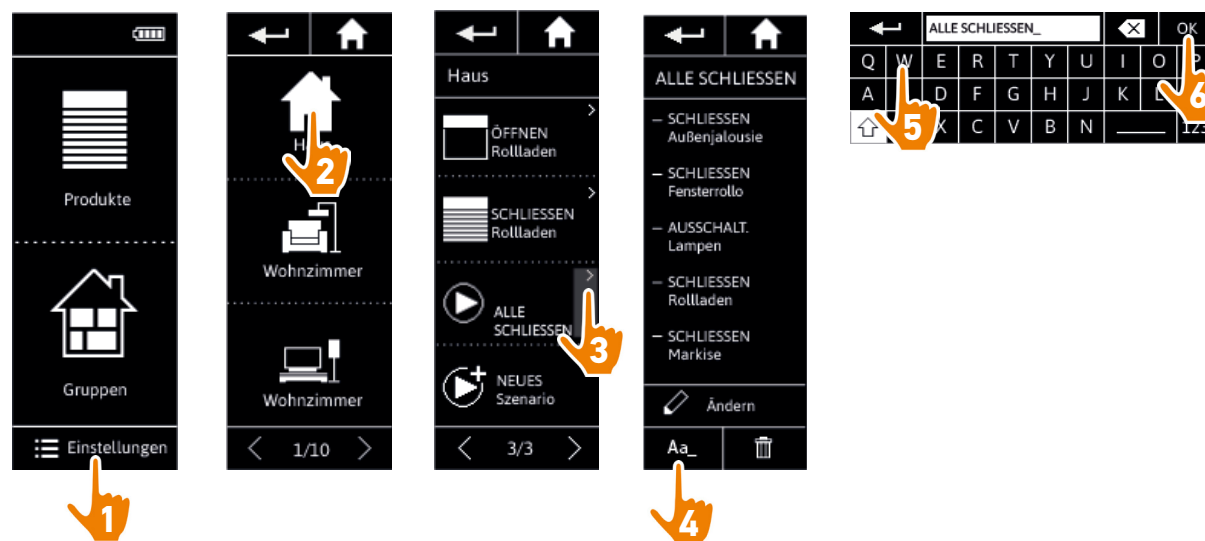 Produkte
Gruppen
Einstellungen
1
2
Wohnzimmer
Wohnzimmer
1/10
Haus
ÖFFNEN
Rollladen
SCHLIESSEN
Rollladen
ALLE
SCHLIESSEN
3
NEUES
Szenario
3/3
ALLE SCHLIESSEN
– SCHLIESSEN
Außenjalousie
– SCHLIESSEN
Fensterrollo
– AUSSCHALT.
Lampen
– SCHLIESSEN
Rollladen
– SCHLIESSEN
Markise
Ändern
Aa_
4
ALLE SCHLIESSEN_
OK
Q W E R T Y U I O P
A D F G H J K L
X C V B N 123
5
6